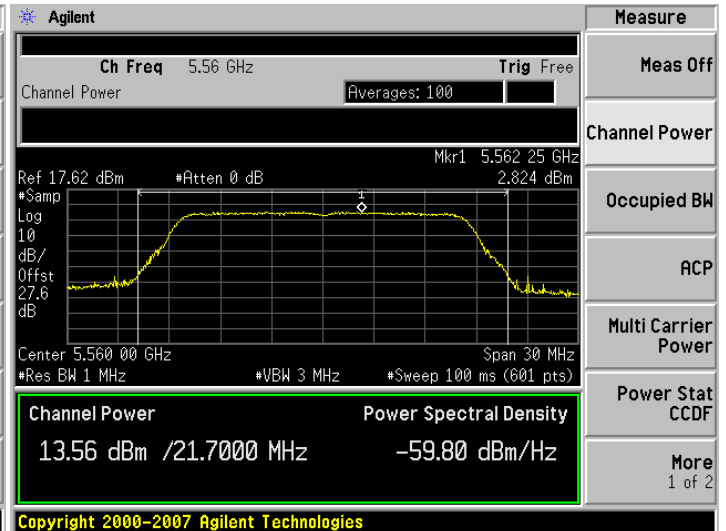 Agilent
Measure
Ch Freq 5.56 GHz Trig Free
Meas Off
Channel Power Averages: 100
Channel Power
Mkr1 5.562 25 GHz
Ref 17.62 dBm #Atten 0 dB 2.824 dBm
#Samp
Log
10
dB/
Offst
27.6
dB
1
Occupied BW
ACP
Multi Carrier
Power
Center 5.560 00 GHz Span 30 MHz
#Res BW 1 MHz #VBW 3 MHz #Sweep 100 ms (601 pts)
Power Stat
CCDF
Channel Power Power Spectral Density
13.56 dBm /21.7000 MHz -59.80 dBm/Hz
More
1 of 2
Copyright 2000-2007 Agilent Technologies